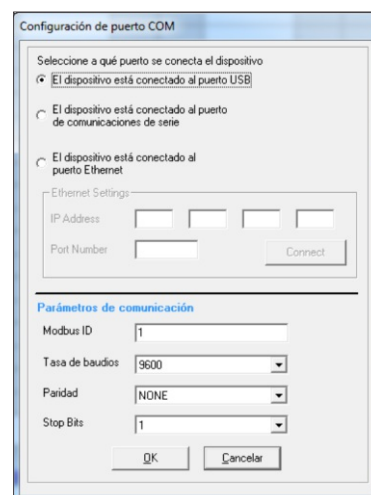 Configuración de puerto COM
Seleccione a qué puerto se conecta el dispositivo
El dispositivo está conectado al puerto USB
El dispositivo está conectado al puerto
de comunicaciones de serie
El dispositivo está conectado al
puerto Ethernet
Ethernet Settings
IP Address
Port Number
Connect
Parámetros de comunicación
Modbus ID 1
Tasa de baudios 9600
Paridad NONE
Stop Bits 1
OK Cancelar